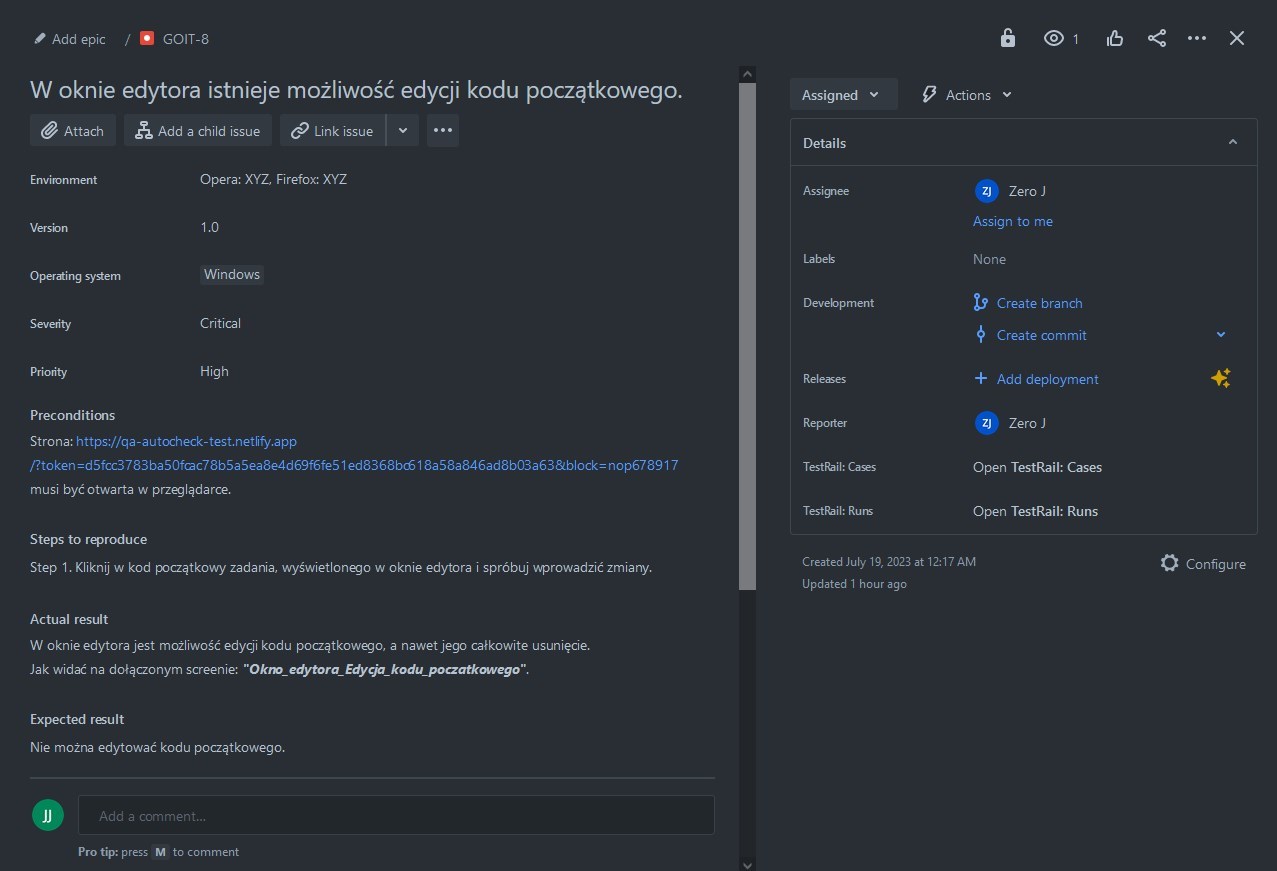 Add epic / GOIT-8
1
W oknie edytora istnieje możliwość edycji kodu początkowego.
Attach
Add a child issue
Link issue
Environment
Opera: XYZ, Firefox: XYZ
Version
1.0
Operating system
Windows
Severity
Critical
Priority
High
Preconditions
Strona: https://qa-autocheck-test.netlify.app
/?token=d5fcc3783ba50fcac78b5a5ea8e4d69f6fe51ed8368bc618a58a846ad8b03a63&block=nop678917
musi być otwarta w przeglądarce.
Steps to reproduce
Step 1. Kliknij w kod początkowy zadania, wyświetlonego w oknie edytora i spróbuj wprowadzić zmiany.
Actual result
W oknie edytora jest możliwość edycji kodu początkowego, a nawet jego całkowite usunięcie.
Jak widać na dołączonym screenie: "Okno_edytora_Edycja_kodu_poczatkowego".
Expected result
Nie można edytować kodu początkowego.
JJ
Add a comment...
Pro tip: press M to comment
Assigned
Actions
Details
Assignee
ZJ Zero J
Assign to me
Labels
None
Development
Create branch
Create commit
Releases
Add deployment
Reporter
ZJ Zero J
TestRail: Cases
Open TestRail: Cases
TestRail: Runs
Open TestRail: Runs
Created July 19, 2023 at 12:17 AM
Updated 1 hour ago
Configure